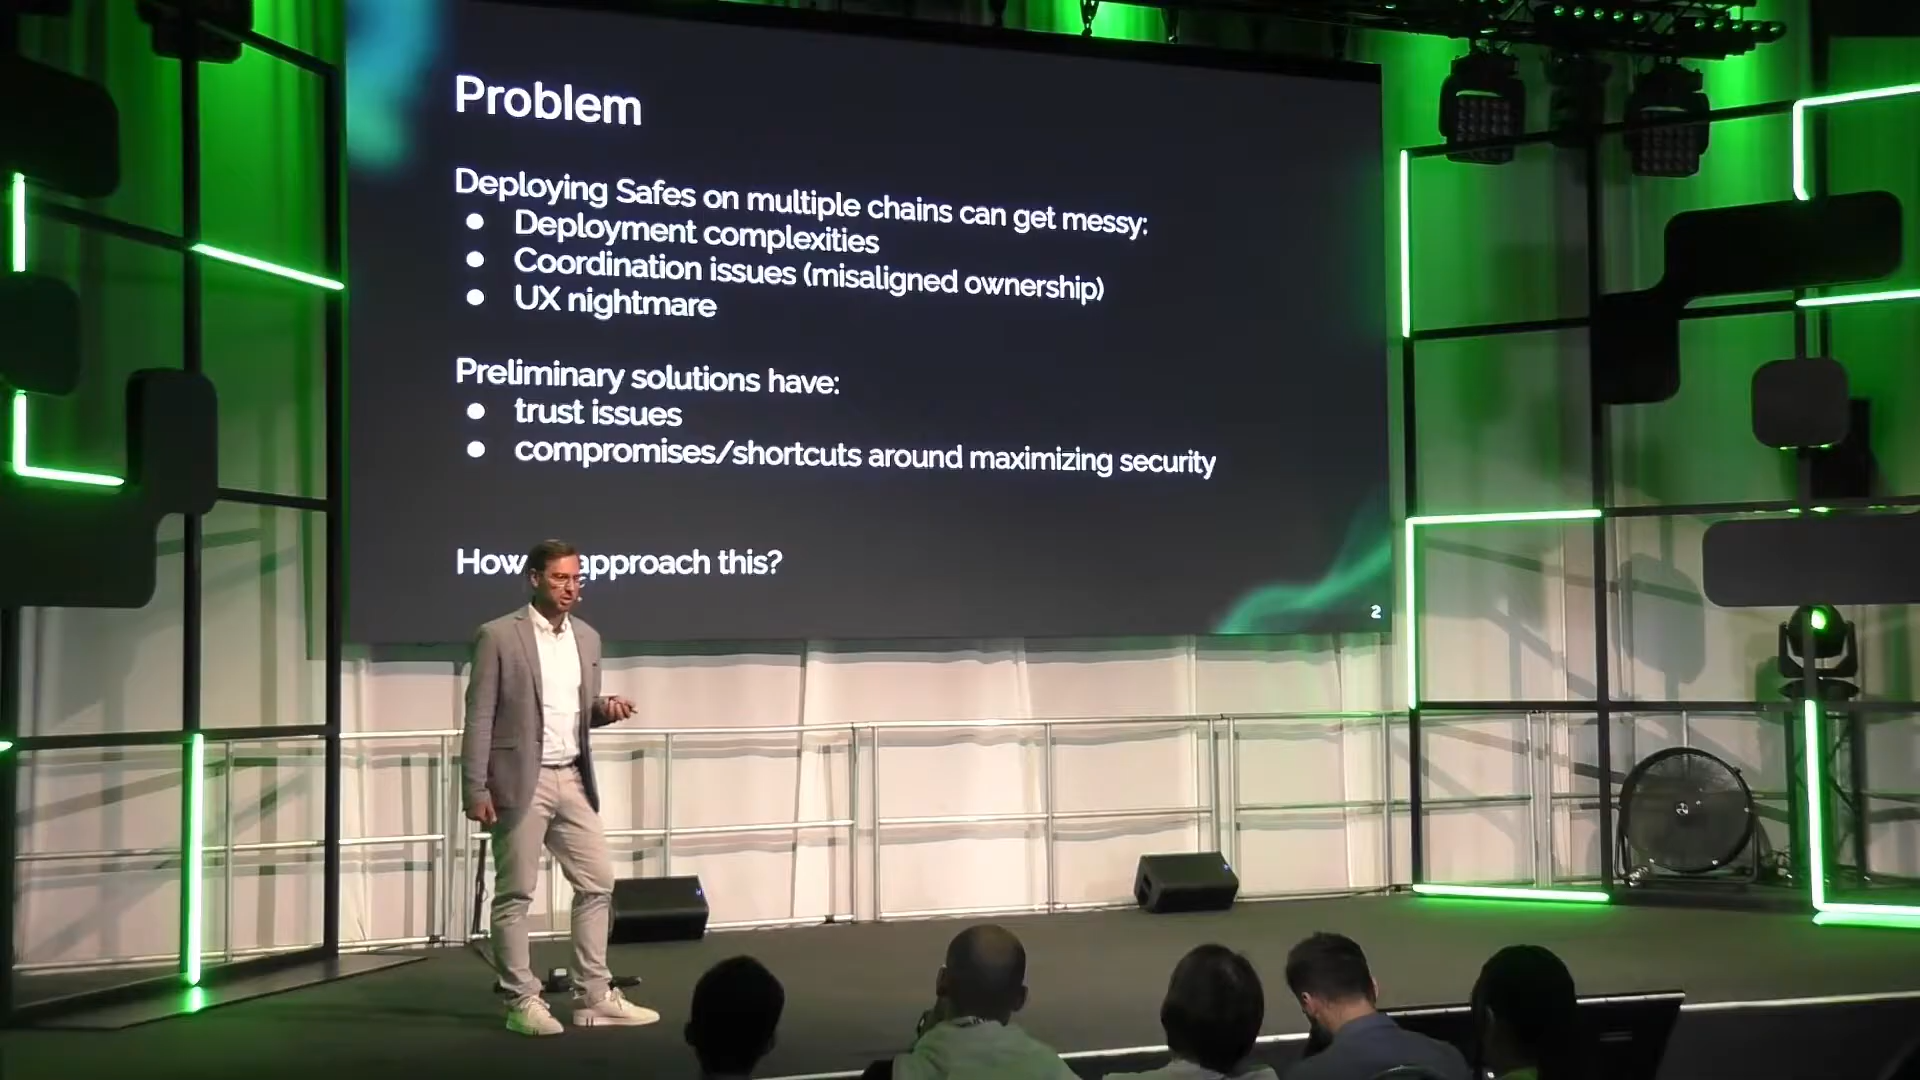 Problem
Deploying Safes on multiple chains can get messy:
● Deployment complexities
● Coordination issues (misaligned ownership)
● UX nightmare
Preliminary solutions have:
● trust issues
● compromises/shortcuts around maximizing security
How approach this?
2